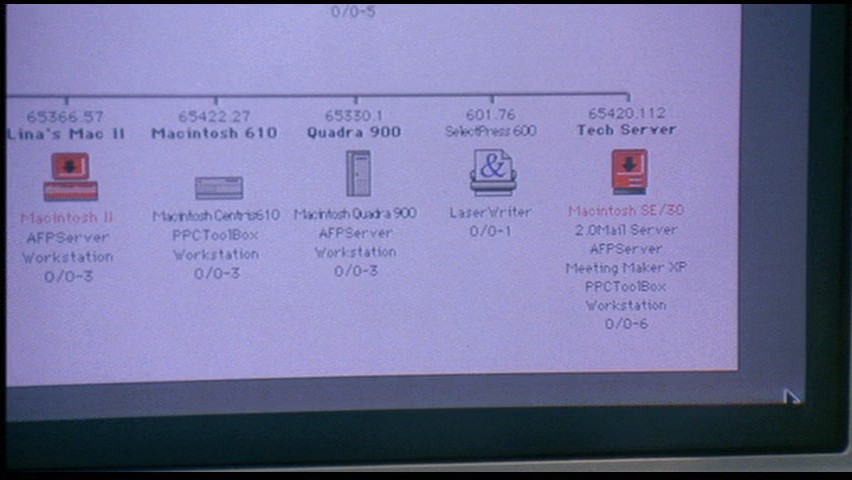 0/0-5
65366.57 65422.27 65330.1 601.76 65420.112
Lina's Mac II Macintosh 610 Quadra 900 SelectPress 600 Tech Server
&
Macintosh II Macintosh Centris610 Macintosh Quadra 900 LaserWriter Macintosh SE/30
AFPServer PPCToolBox AFPServer 0/0-1 2.0Mail Server
Workstation Workstation Workstation AFPServer
0/0-3 0/0-3 0/0-3 Meeting Maker XP
PPCToolBox
Workstation
0/0-6